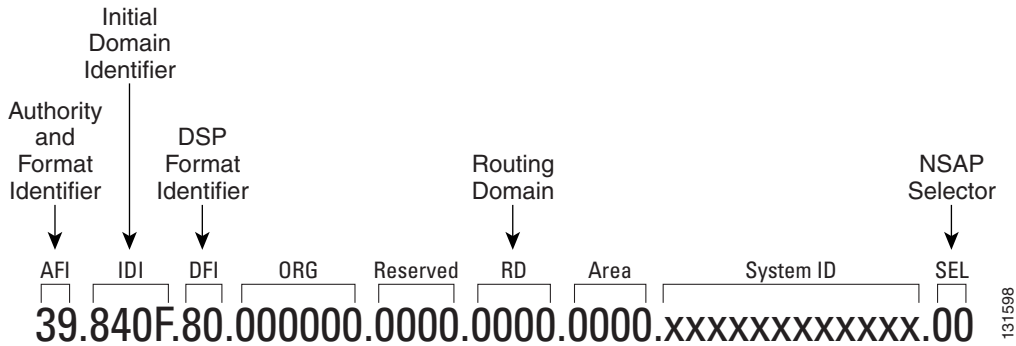 Initial
Domain
Identifier
Authority
and
Format
Identifier
DSP
Format
Identifier
Routing
Domain
NSAP
Selector
AFI IDI DFI ORG Reserved RD Area System ID SEL
39.840F.80.000000.0000.0000.0000.xxxxxxxxxxxx.00
131598